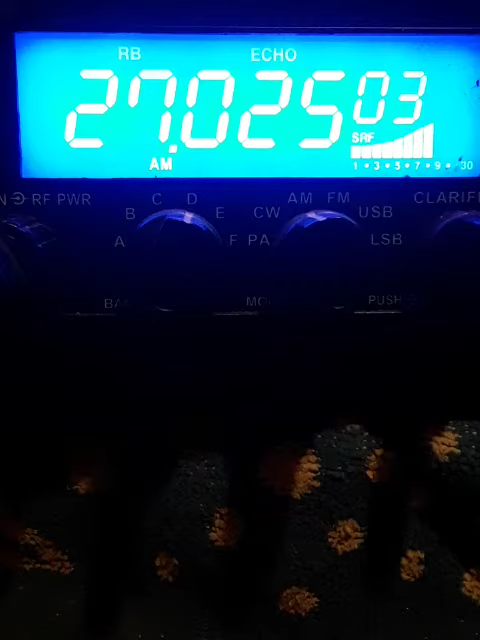 RB ECHO
27.025 03
SRF
AM 1 • 3 • 5 • 7 • 9 • 30
RF PWR C D AM FM CLARIF
B E CW USB
A F PA LSB
PUSH